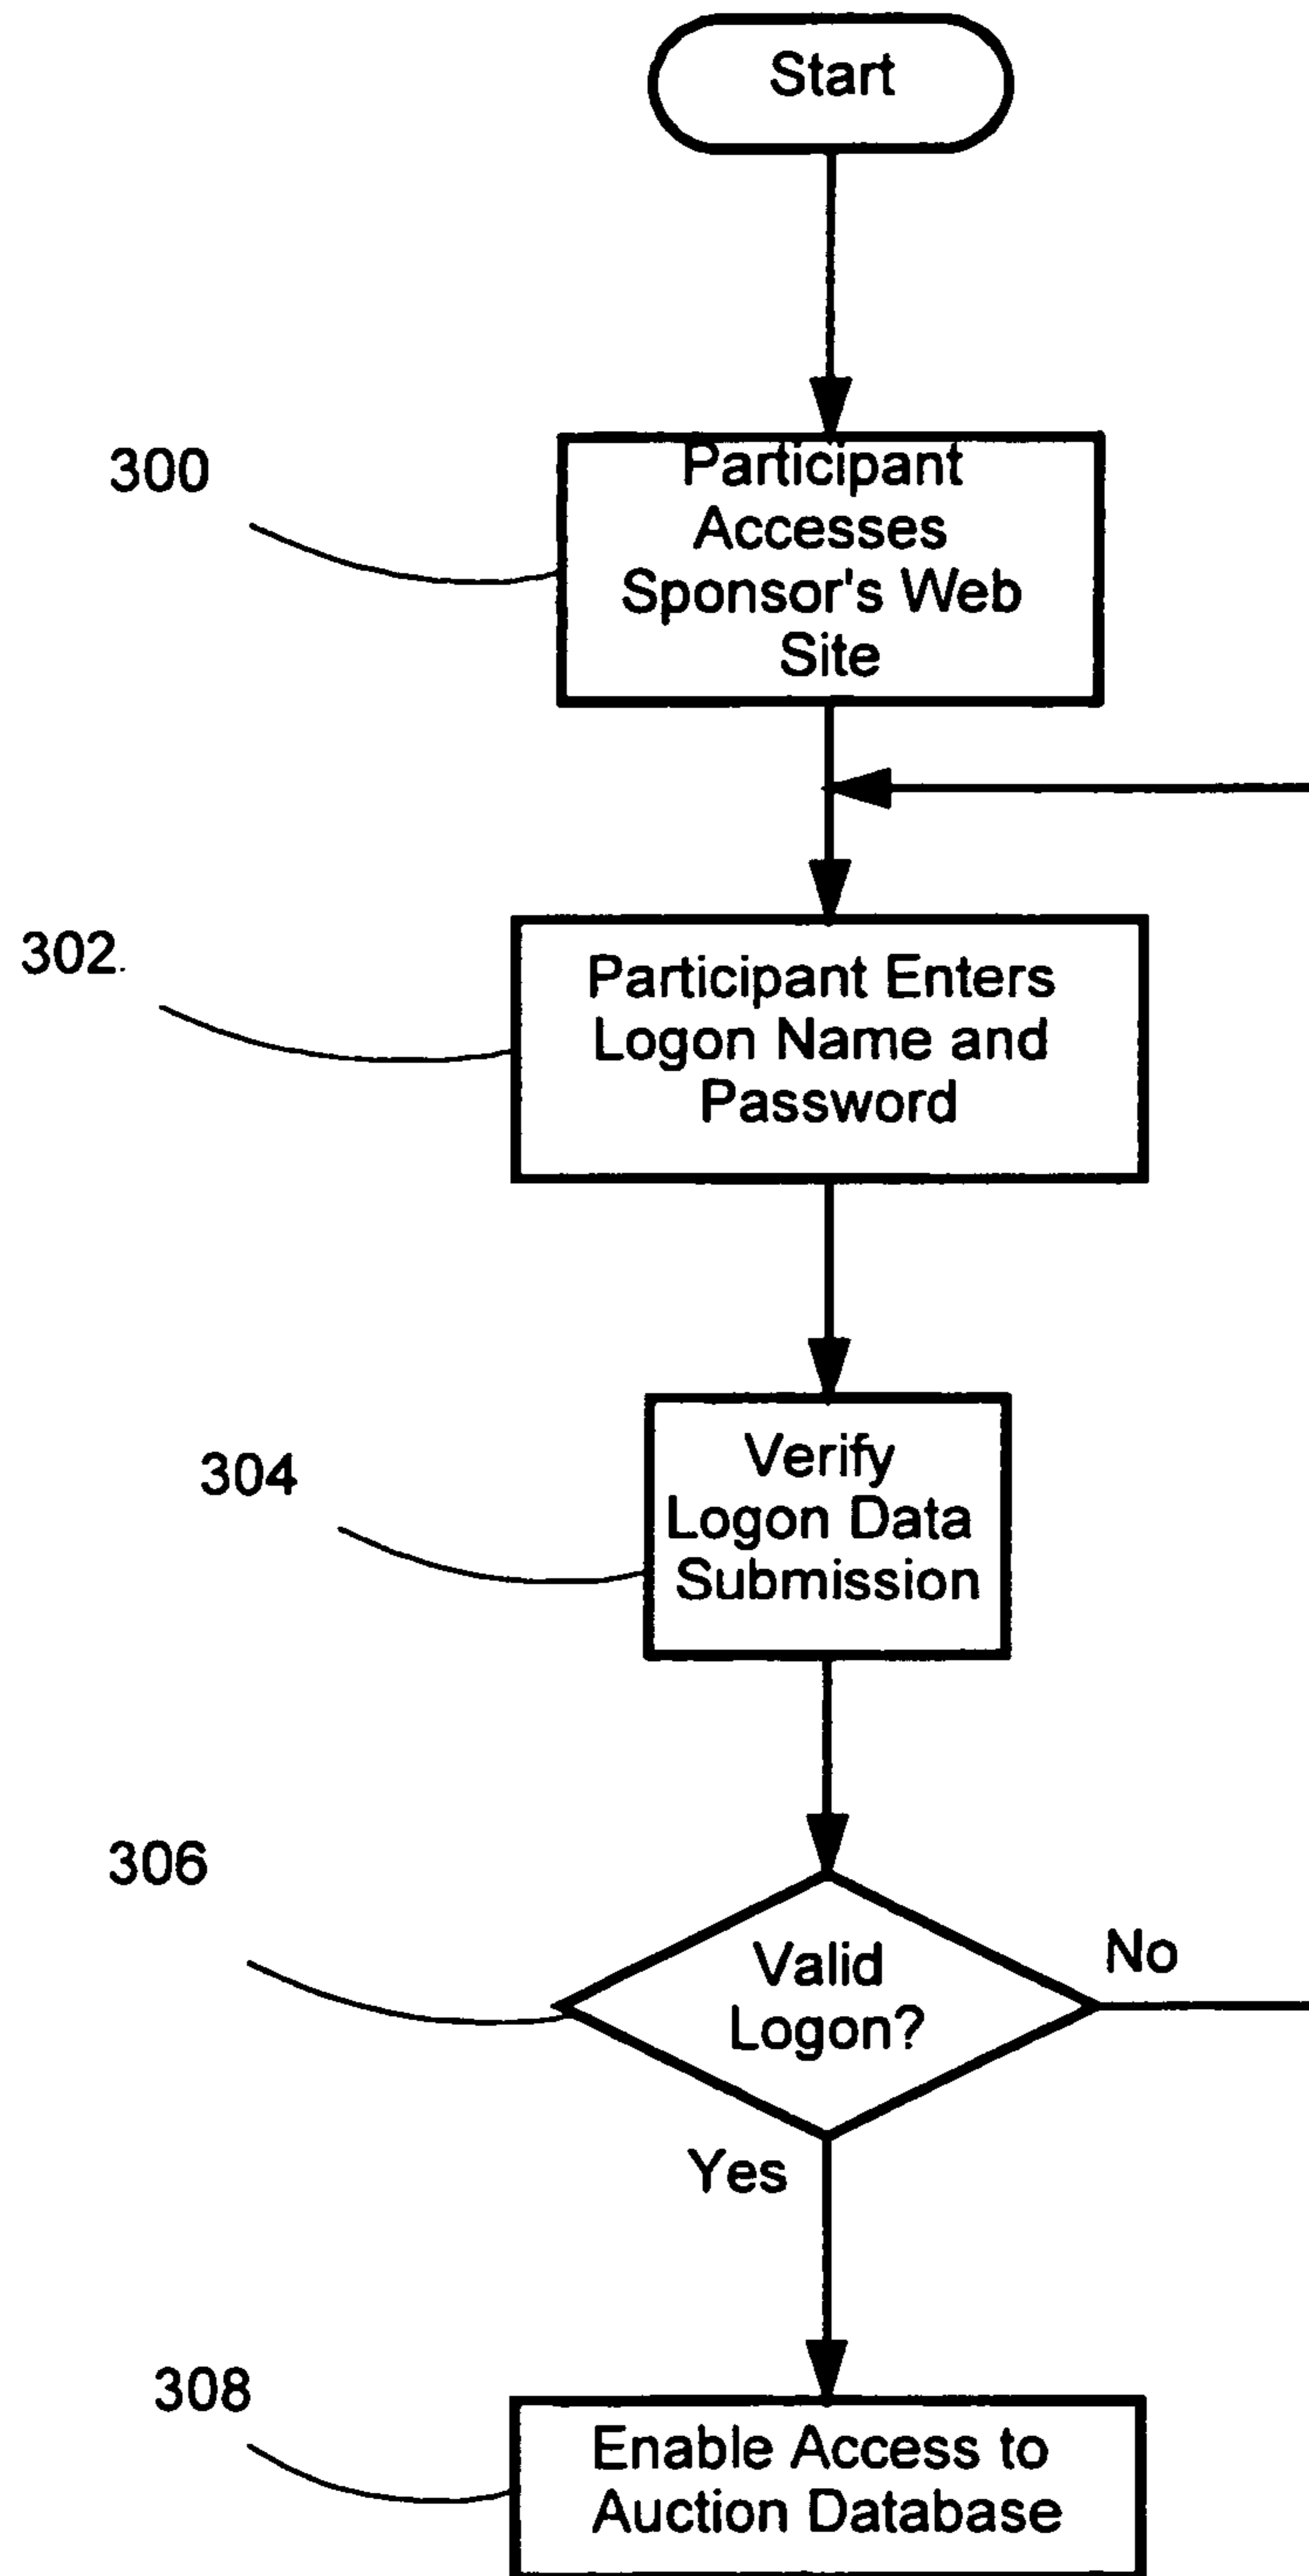 Start
300
Participant
Accesses
Sponsor's Web
Site
302.
Participant Enters
Logon Name and
Password
304
Verify
Logon Data
Submission
306
Valid
Logon?
No
Yes
308
Enable Access to
Auction Database